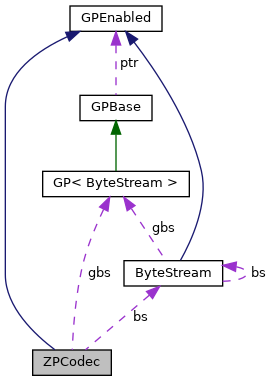 GPEnabled
ptr
GPBase
GP< ByteStream >
gbs
ByteStream
gbs
bs
bs
ZPCodec